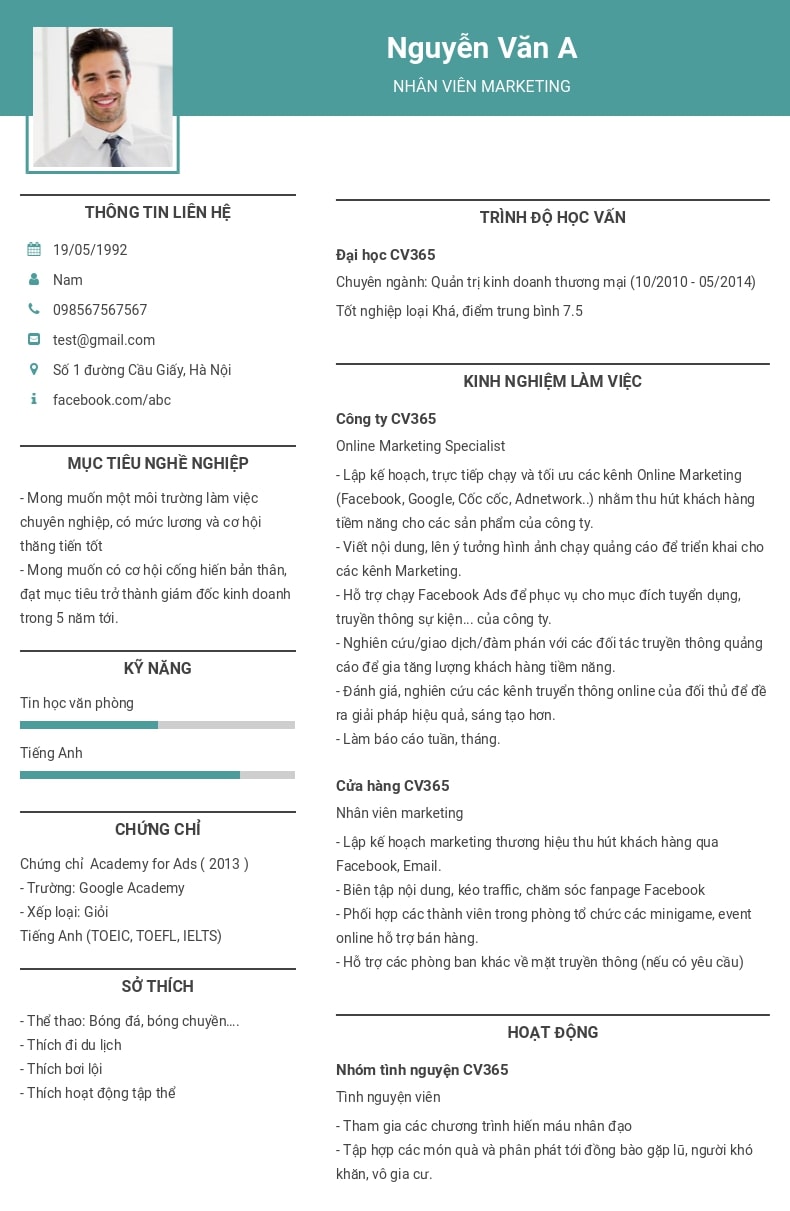 Nguyễn Văn A
NHÂN VIÊN MARKETING
THÔNG TIN LIÊN HỆ
19/05/1992
Nam
098567567567
test@gmail.com
Số 1 đường Cầu Giấy, Hà Nội
facebook.com/abc
MỤC TIÊU NGHỀ NGHIỆP
- Mong muốn một môi trường làm việc
chuyên nghiệp, có mức lương và cơ hội
thăng tiến tốt
- Mong muốn có cơ hội cống hiến bản thân,
đạt mục tiêu trở thành giám đốc kinh doanh
trong 5 năm tới.
KỸ NĂNG
Tin học văn phòng
Tiếng Anh
CHỨNG CHỈ
Chứng chỉ  Academy for Ads ( 2013 )
- Trường: Google Academy
- Xếp loại: Giỏi
Tiếng Anh (TOEIC, TOEFL, IELTS)
SỞ THÍCH
- Thể thao: Bóng đá, bóng chuyền....
- Thích đi du lịch
- Thích bơi lội
- Thích hoạt động tập thể
TRÌNH ĐỘ HỌC VẤN
Đại học CV365
Chuyên ngành: Quản trị kinh doanh thương mại (10/2010 - 05/2014)
Tốt nghiệp loại Khá, điểm trung bình 7.5
KINH NGHIỆM LÀM VIỆC
Công ty CV365
Online Marketing Specialist
- Lập kế hoạch, trực tiếp chạy và tối ưu các kênh Online Marketing
(Facebook, Google, Cốc cốc, Adnetwork..) nhằm thu hút khách hàng
tiềm năng cho các sản phẩm của công ty.
- Viết nội dung, lên ý tưởng hình ảnh chạy quảng cáo để triển khai cho
các kênh Marketing.
- Hỗ trợ chạy Facebook Ads để phục vụ cho mục đích tuyển dụng,
truyền thông sự kiện... của công ty.
- Nghiên cứu/giao dịch/đàm phán với các đối tác truyền thông quảng
cáo để gia tăng lượng khách hàng tiềm năng.
- Đánh giá, nghiên cứu các kênh truyển thông online của đối thủ để đề
ra giải pháp hiệu quả, sáng tạo hơn.
- Làm báo cáo tuần, tháng.
Cửa hàng CV365
Nhân viên marketing
- Lập kế hoạch marketing thương hiệu thu hút khách hàng qua
Facebook, Email.
- Biên tập nội dung, kéo traffic, chăm sóc fanpage Facebook
- Phối hợp các thành viên trong phòng tổ chức các minigame, event
online hỗ trợ bán hàng.
- Hỗ trợ các phòng ban khác về mặt truyền thông (nếu có yêu cầu)
HOẠT ĐỘNG
Nhóm tình nguyện CV365
Tình nguyện viên
- Tham gia các chương trình hiến máu nhân đạo
- Tập hợp các món quà và phân phát tới đồng bào gặp lũ, người khó
khăn, vô gia cư.